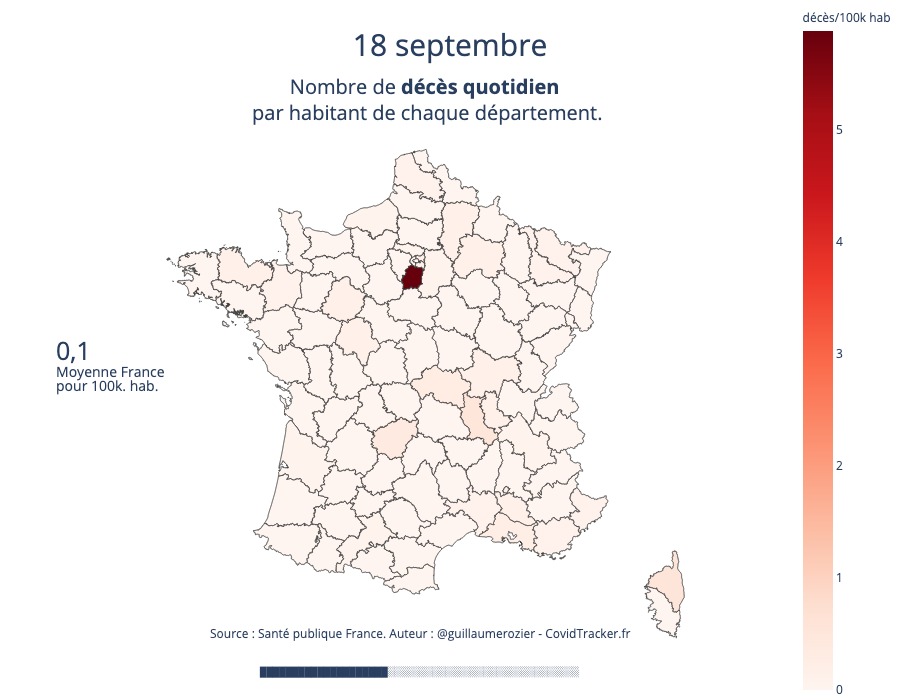 décès/100k hab
18 septembre
Nombre de décès quotidien
par habitant de chaque département.
5
4
3
2
1
0
0,1
Moyenne France
pour 100k. hab.
Source : Santé publique France. Auteur : @guillaumerozier - CovidTracker.fr